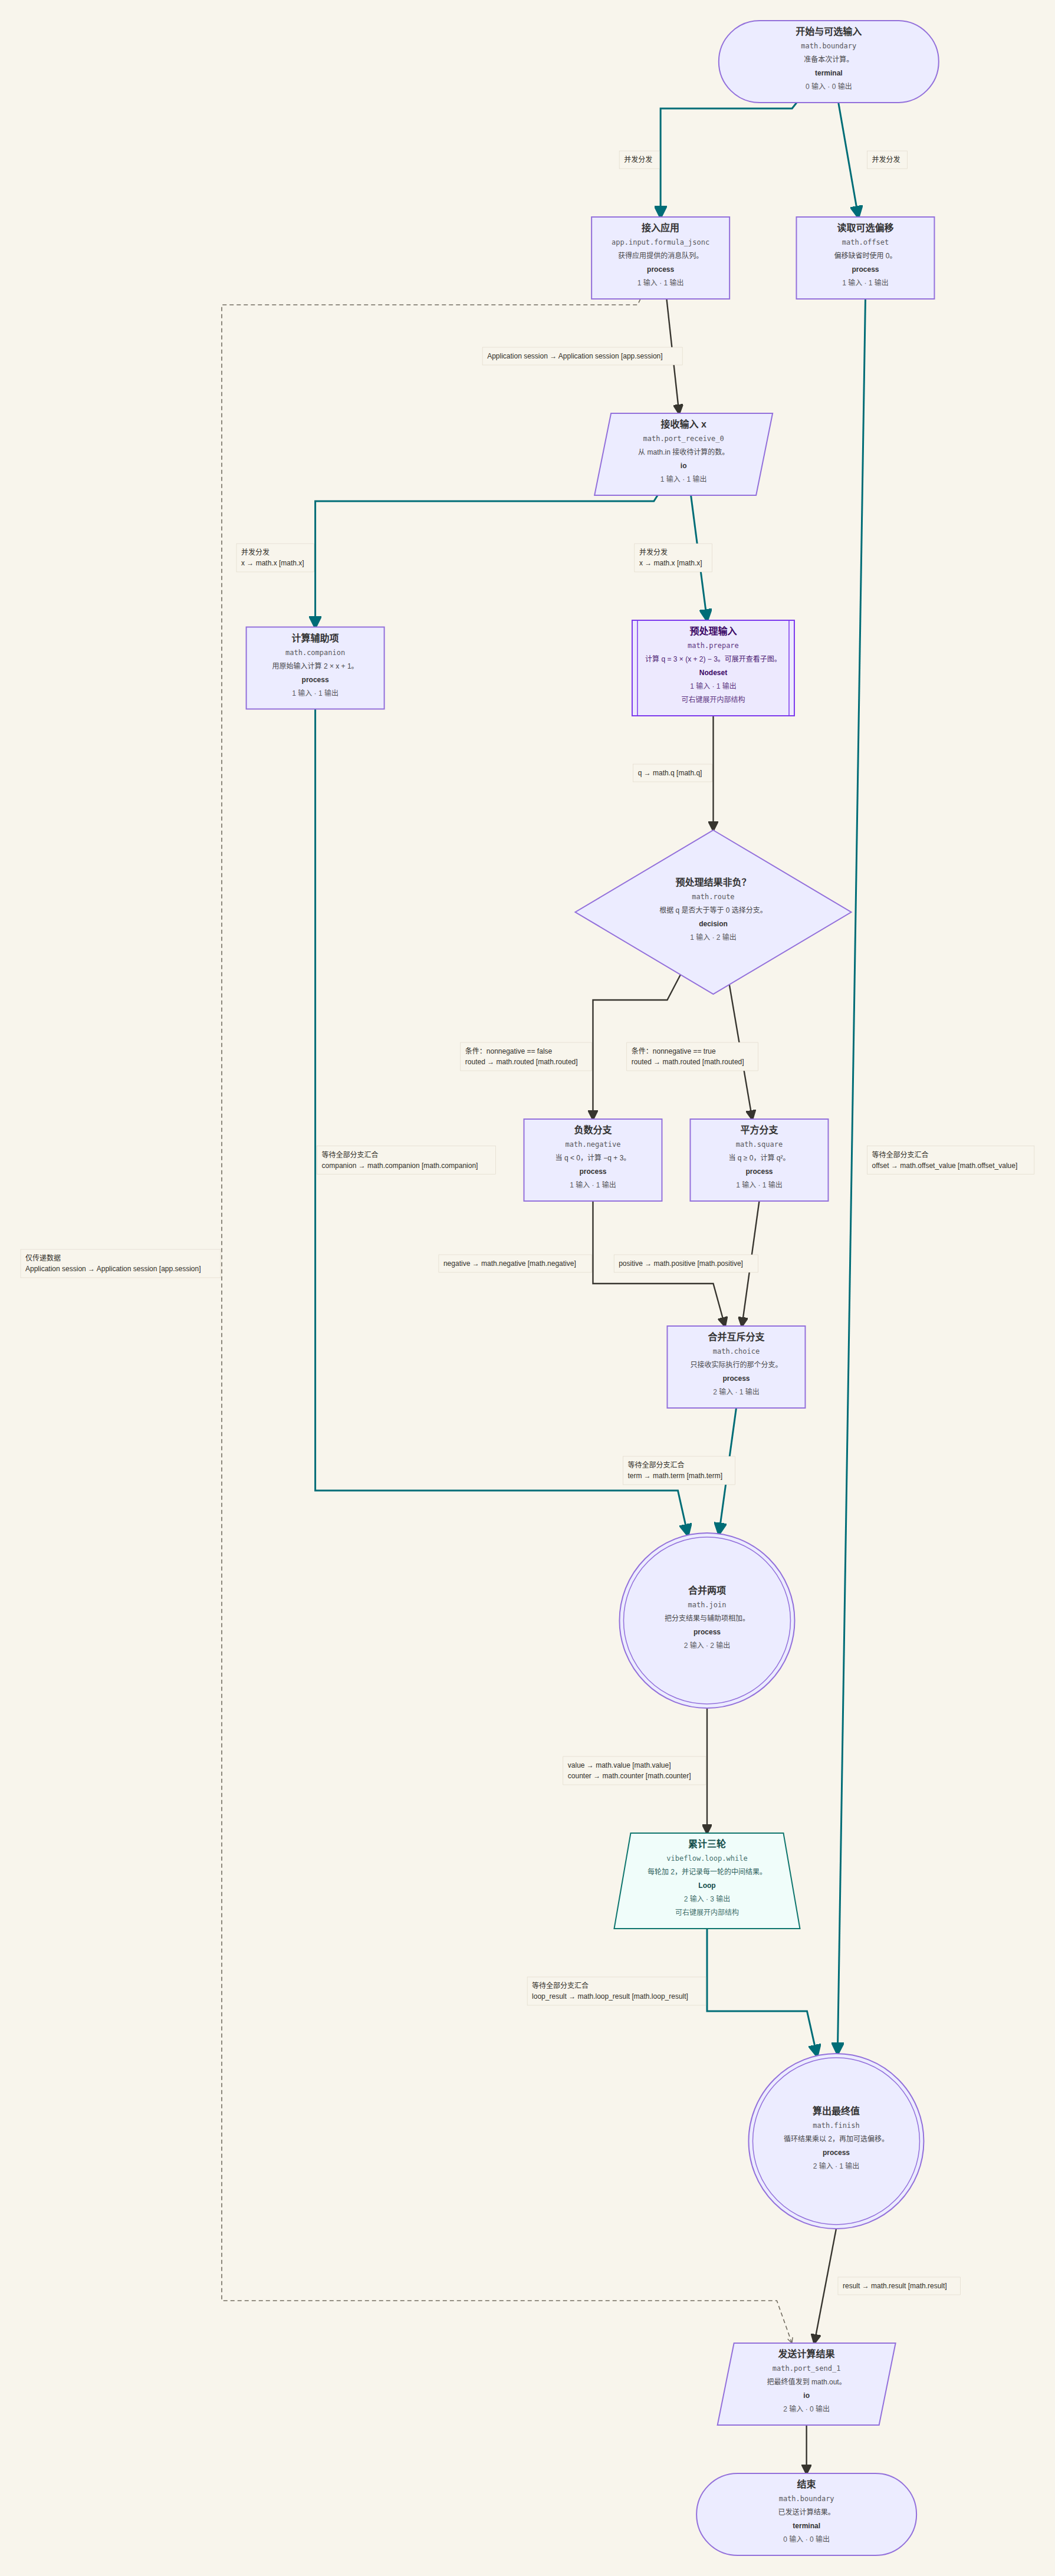 开始与可选输入
math.boundary
准备本次计算。
terminal
0 输入 · 0 输出
并发分发
并发分发
接入应用
app.input.formula_jsonc
获得应用提供的消息队列。
process
1 输入 · 1 输出
读取可选偏移
math.offset
偏移缺省时使用 0。
process
1 输入 · 1 输出
Application session → Application session [app.session]
接收输入 x
math.port_receive_0
从 math.in 接收待计算的数。
io
1 输入 · 1 输出
并发分发
x → math.x [math.x]
并发分发
x → math.x [math.x]
计算辅助项
math.companion
用原始输入计算 2 × x + 1。
process
1 输入 · 1 输出
预处理输入
math.prepare
计算 q = 3 × (x + 2) − 3。可展开查看子图。
Nodeset
1 输入 · 1 输出
可右键展开内部结构
q → math.q [math.q]
预处理结果非负?
math.route
根据 q 是否大于等于 0 选择分支。
decision
1 输入 · 2 输出
条件：nonnegative == false
routed → math.routed [math.routed]
条件：nonnegative == true
routed → math.routed [math.routed]
负数分支
math.negative
当 q < 0，计算 −q + 3。
process
1 输入 · 1 输出
平方分支
math.square
当 q ≥ 0，计算 q²。
process
1 输入 · 1 输出
等待全部分支汇合
companion → math.companion [math.companion]
等待全部分支汇合
offset → math.offset_value [math.offset_value]
仅传递数据
Application session → Application session [app.session]
negative → math.negative [math.negative]
positive → math.positive [math.positive]
合并互斥分支
math.choice
只接收实际执行的那个分支。
process
2 输入 · 1 输出
等待全部分支汇合
term → math.term [math.term]
合并两项
math.join
把分支结果与辅助项相加。
process
2 输入 · 2 输出
value → math.value [math.value]
counter → math.counter [math.counter]
累计三轮
vibeflow.loop.while
每轮加 2，并记录每一轮的中间结果。
Loop
2 输入 · 3 输出
可右键展开内部结构
等待全部分支汇合
loop_result → math.loop_result [math.loop_result]
算出最终值
math.finish
循环结果乘以 2，再加可选偏移。
process
2 输入 · 1 输出
result → math.result [math.result]
发送计算结果
math.port_send_1
把最终值发到 math.out。
io
2 输入 · 0 输出
结束
math.boundary
已发送计算结果。
terminal
0 输入 · 0 输出